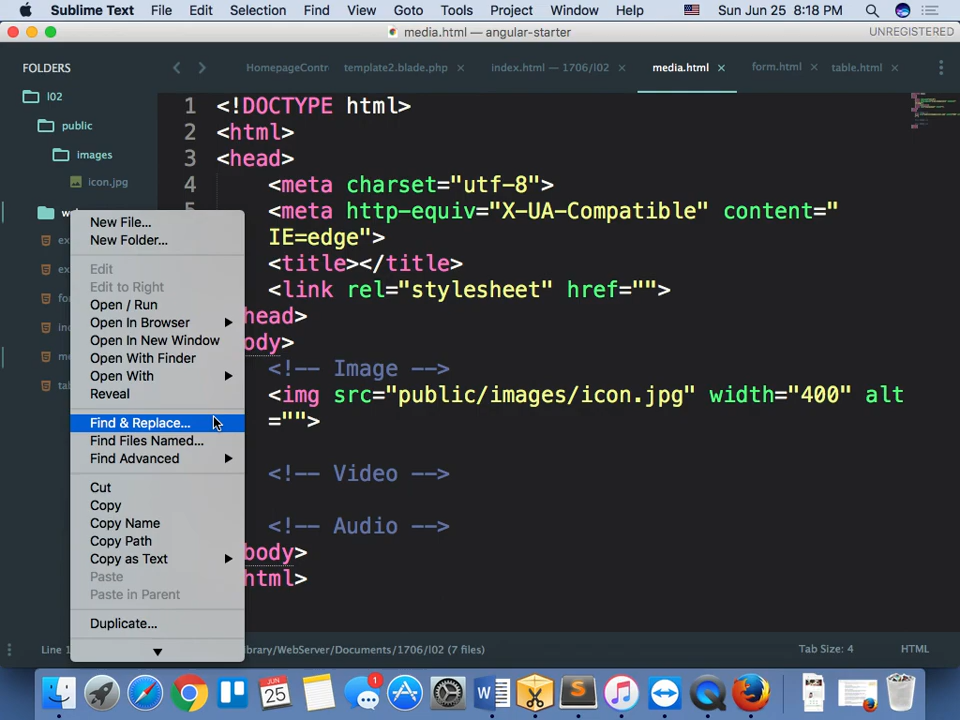 Sublime Text File Edit Selection Find View Goto Tools Project Window Help Sun Jun 25 8:18 PM
media.html — angular-starter UNREGISTERED
FOLDERS
HomepageContr template2.blade.php × index.html — 1706/l02 × media.html × form.html × table.html ×
l02
public
images
icon.jpg
1 <!DOCTYPE html>
2 <html>
3 <head>
4 <meta charset="utf-8">
<meta http-equiv="X-UA-Compatible" content="
IE=edge">
<title></title>
<link rel="stylesheet" href="">
head>
ody>
<!-- Image -->
<img src="public/images/icon.jpg" width="400" alt
="">
<!-- Video -->
<!-- Audio -->
body>
html>
New File...
New Folder...
Edit
Edit to Right
Open / Run
Open In Browser
Open In New Window
Open With Finder
Open With
Reveal
Find & Replace...
Find Files Named...
Find Advanced
Cut
Copy
Copy Name
Copy Path
Copy as Text
Paste
Paste in Parent
Duplicate...
Line 1
ibrary/WebServer/Documents/1706/l02 (7 files) Tab Size: 4 HTML
JUN
25
1